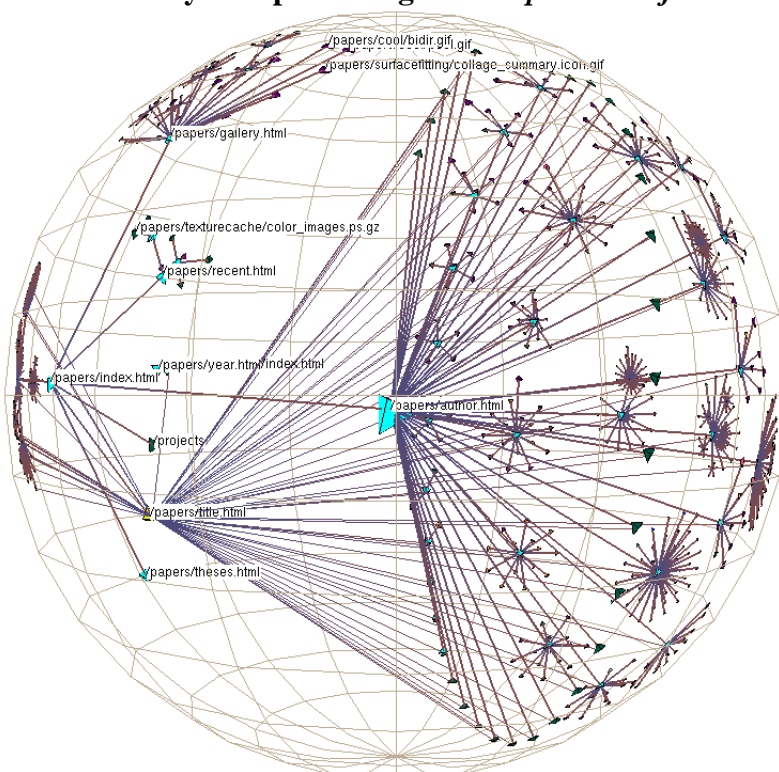 /papers/cool/bidir.gif
/papers/surfacefitting/collage_summary.icon.gif
/papers/gallery.html
/papers/texturecache/color_images.ps.gz
/papers/recent.html
/papers/year.html
/index.html
/papers/index.html
/papers/author.html
/projects
/papers/title.html
/papers/theses.html